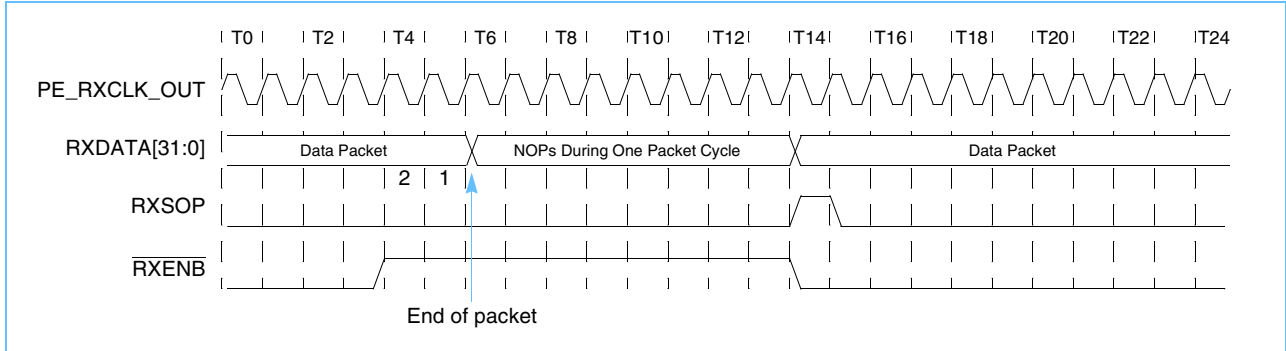 T0 T2 T4 T6 T8 T10 T12 T14 T16 T18 T20 T22 T24
PE_RXCLK_OUT
RXDATA[31:0] Data Packet NOPs During One Packet Cycle Data Packet
2 1
RXSOP
RXENB
End of packet